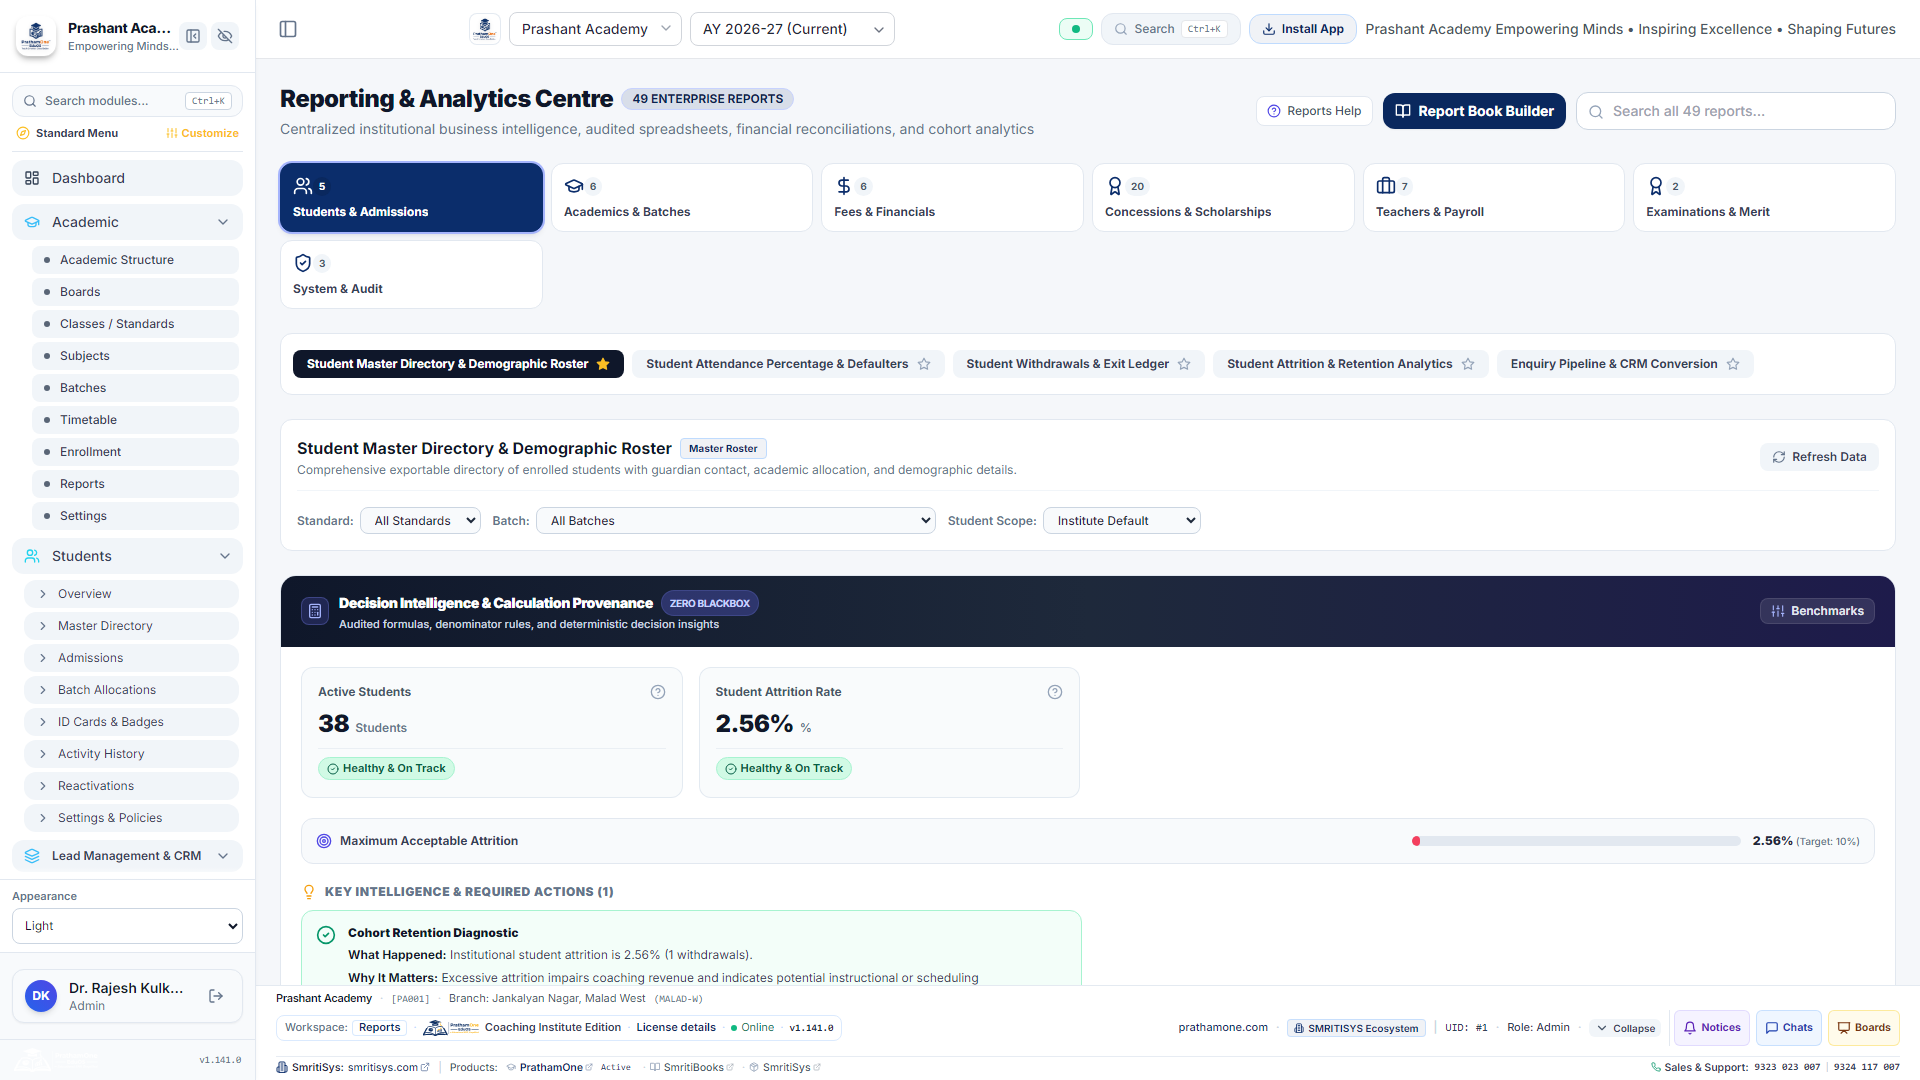 Prashant Aca...
Empowering Minds...
Search modules... Ctrl+K
Standard Menu Customize
Dashboard
Academic
Academic Structure
Boards
Classes / Standards
Subjects
Batches
Timetable
Enrollment
Reports
Settings
Students
Overview
Master Directory
Admissions
Batch Allocations
ID Cards & Badges
Activity History
Reactivations
Settings & Policies
Lead Management & CRM
Appearance
Light
DK Dr. Rajesh Kulk...
Admin
v1.141.0
Prashant Academy AY 2026-27 (Current) Search Ctrl+K Install App Prashant Academy Empowering Minds • Inspiring Excellence • Shaping Futures
Reporting & Analytics Centre 49 ENTERPRISE REPORTS
Centralized institutional business intelligence, audited spreadsheets, financial reconciliations, and cohort analytics
Reports Help Report Book Builder Search all 49 reports...
5 Students & Admissions
6 Academics & Batches
6 Fees & Financials
20 Concessions & Scholarships
7 Teachers & Payroll
2 Examinations & Merit
3 System & Audit
Student Master Directory & Demographic Roster Student Attendance Percentage & Defaulters Student Withdrawals & Exit Ledger Student Attrition & Retention Analytics Enquiry Pipeline & CRM Conversion
Student Master Directory & Demographic Roster Master Roster
Comprehensive exportable directory of enrolled students with guardian contact, academic allocation, and demographic details.
Refresh Data
Standard: All Standards Batch: All Batches Student Scope: Institute Default
Decision Intelligence & Calculation Provenance ZERO BLACKBOX
Audited formulas, denominator rules, and deterministic decision insights
Benchmarks
Active Students
38 Students
Healthy & On Track
Student Attrition Rate
2.56% %
Healthy & On Track
Maximum Acceptable Attrition 2.56% (Target: 10%)
KEY INTELLIGENCE & REQUIRED ACTIONS (1)
Cohort Retention Diagnostic
What Happened: Institutional student attrition is 2.56% (1 withdrawals).
Why It Matters: Excessive attrition impairs coaching revenue and indicates potential instructional or scheduling
Prashant Academy · [PA001] · Branch: Jankalyan Nagar, Malad West (MALAD-W)
Workspace: Reports · Coaching Institute Edition · License details · Online · v1.141.0
prathamone.com · SMRITISYS Ecosystem | UID: #1 · Role: Admin · Collapse Notices Chats Boards
SmritiSys: smritisys.com | Products: PrathamOne Active · SmritiBooks · SmritiSys
Sales & Support: 9323 023 007 | 9324 117 007